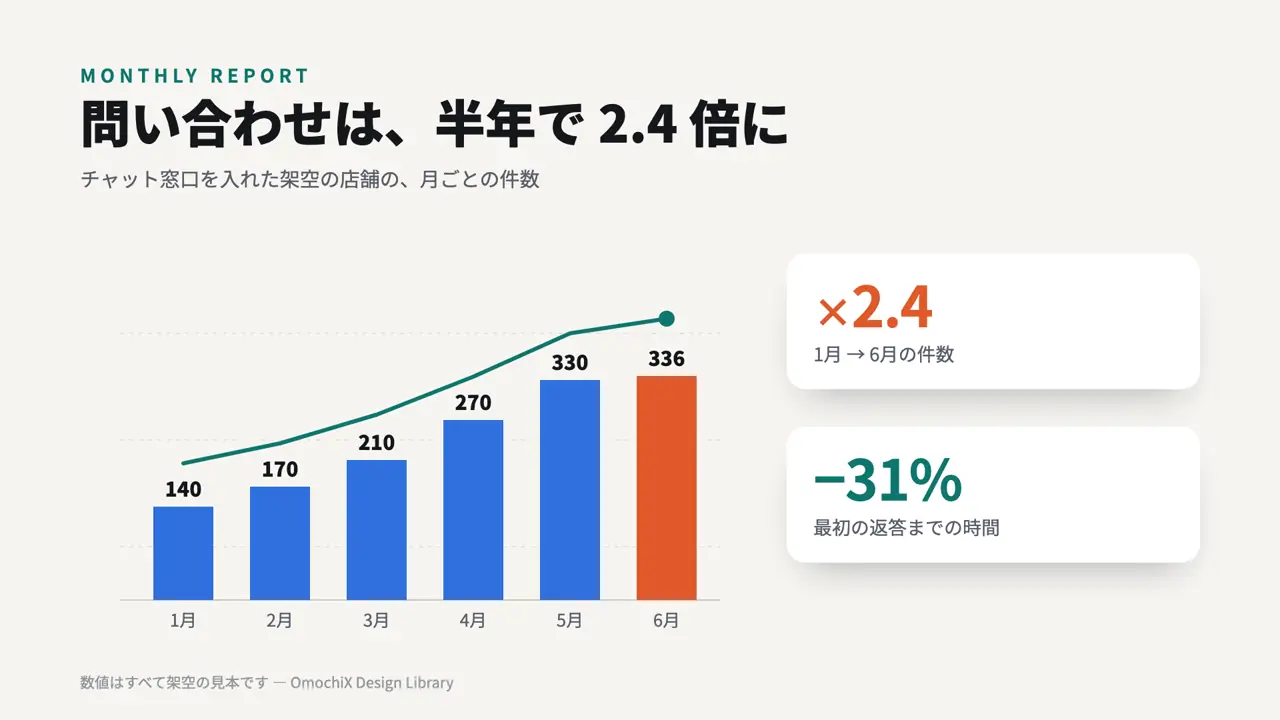 MONTHLY REPORT
問い合わせは、半年で 2.4 倍に
チャット窓口を入れた架空の店舗の、月ごとの件数
140
170
210
270
330
336
1月
2月
3月
4月
5月
6月
×2.4
1月 → 6月の件数
−31%
最初の返答までの時間
数値はすべて架空の見本です — OmochiX Design Library